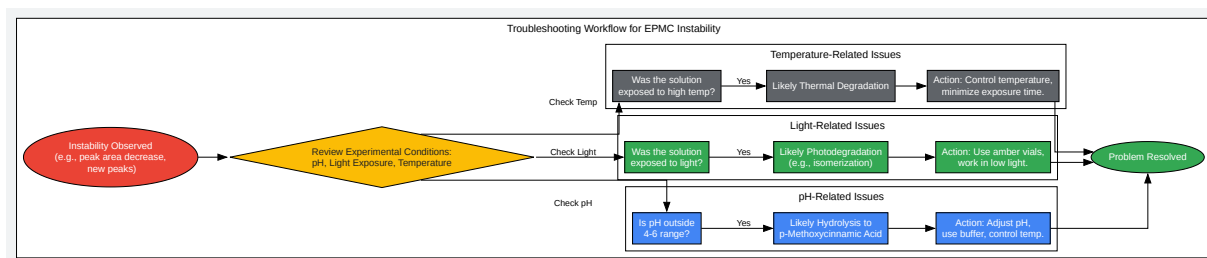 Troubleshooting Workflow for EPMC Instability
Temperature-Related Issues
Was the solution
exposed to high temp?
Yes
Likely Thermal Degradation
Action: Control temperature,
minimize exposure time.
Check Temp
Light-Related Issues
Instability Observed
(e.g., peak area decrease,
new peaks)
Review Experimental Conditions:
pH, Light Exposure, Temperature
Check Light
Was the solution
exposed to light?
Yes
Likely Photodegradation
(e.g., isomerization)
Action: Use amber vials,
work in low light.
Problem Resolved
pH-Related Issues
Check pH
Is pH outside
4-6 range?
Yes
Likely Hydrolysis to
p-Methoxycinnamic Acid
Action: Adjust pH,
use buffer, control temp.